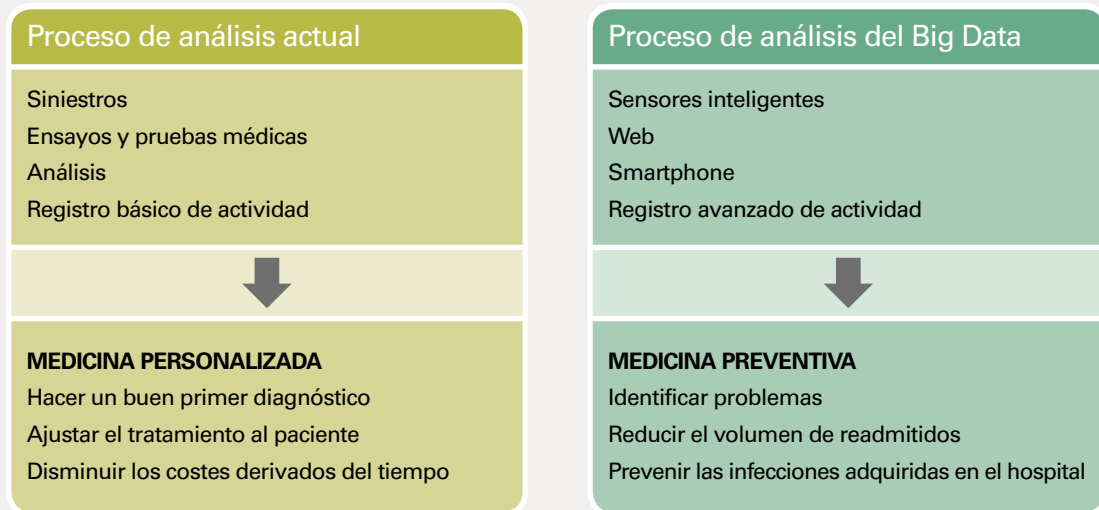 Proceso de análisis actual
Siniestros
Ensayos y pruebas médicas
Análisis
Registro básico de actividad
MEDICINA PERSONALIZADA
Hacer un buen primer diagnóstico
Ajustar el tratamiento al paciente
Disminuir los costes derivados del tiempo
Proceso de análisis del Big Data
Sensores inteligentes
Web
Smartphone
Registro avanzado de actividad
MEDICINA PREVENTIVA
Identificar problemas
Reducir el volumen de readmitidos
Prevenir las infecciones adquiridas en el hospital